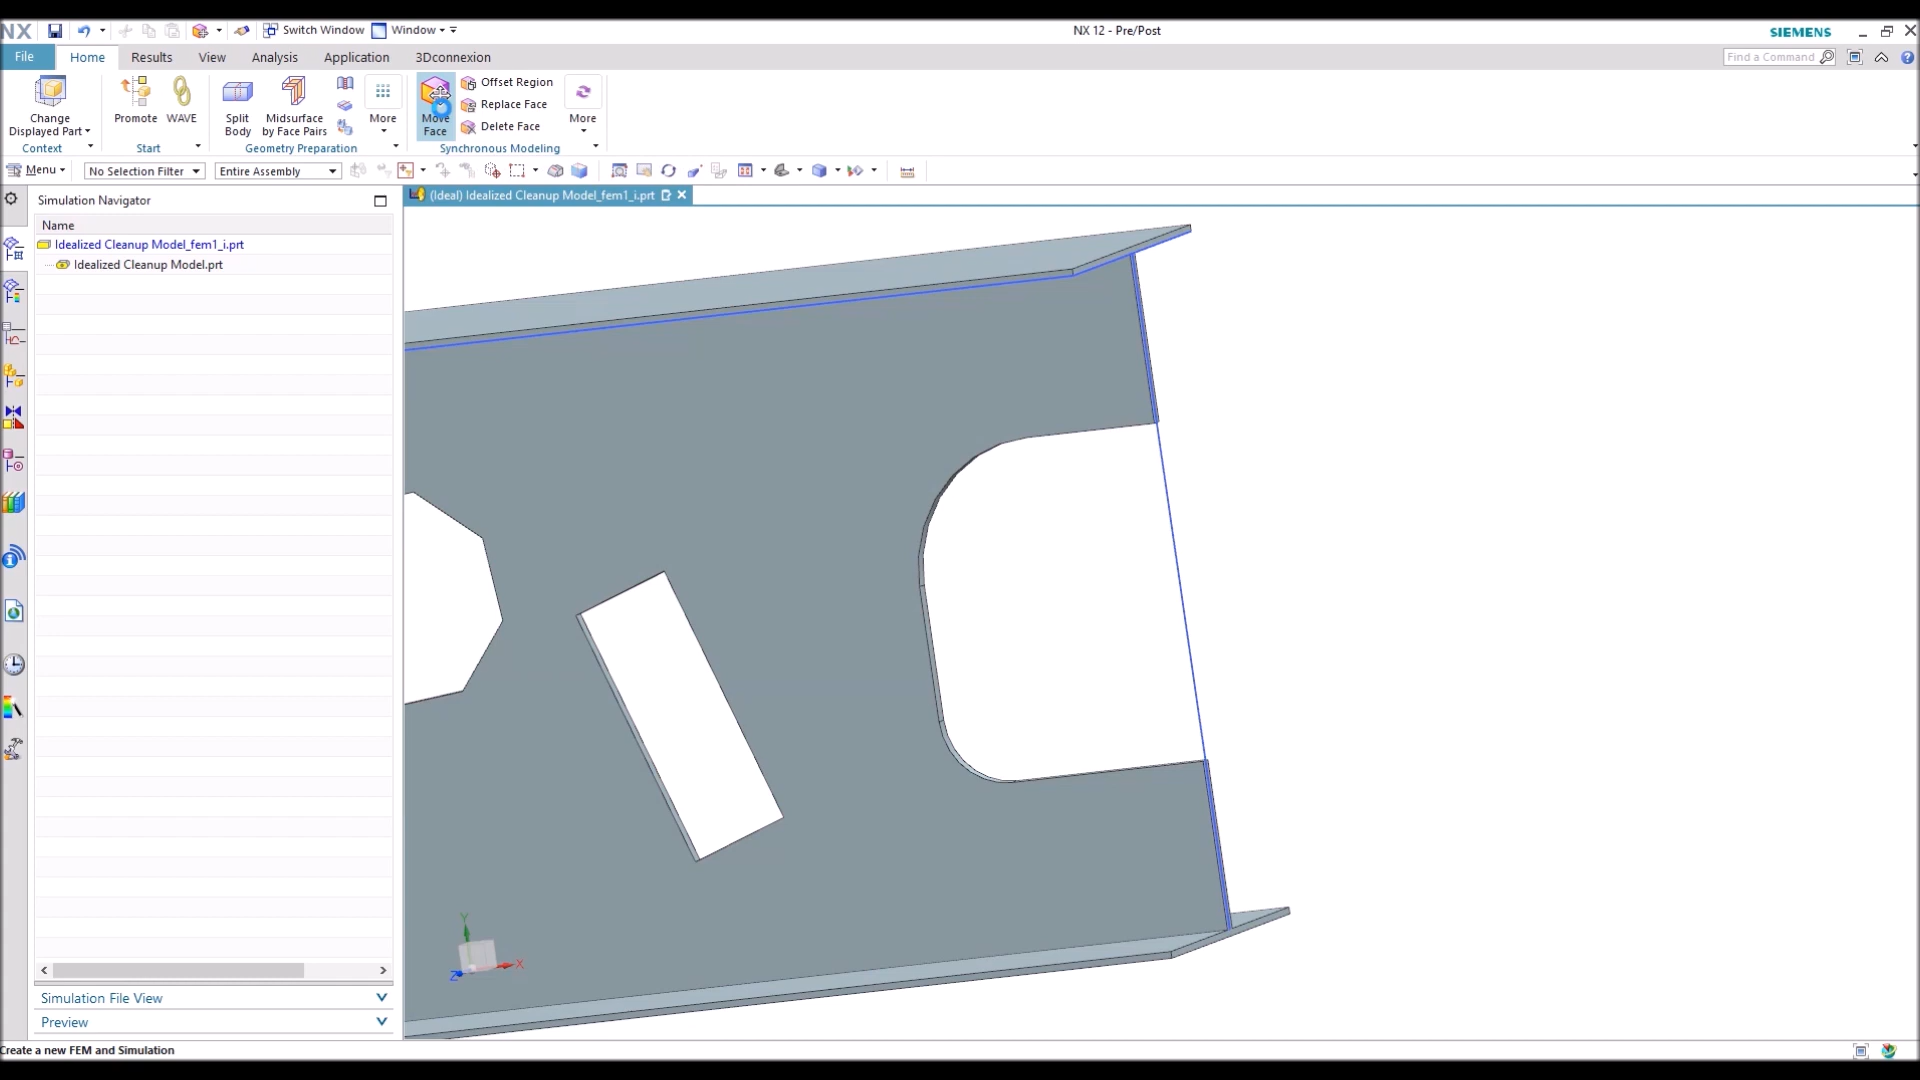 NX
Switch Window
Window
NX 12 - Pre/Post
SIEMENS
File
Home
Results
View
Analysis
Application
3Dconnexion
Find a Command
Change
Displayed Part
Promote
WAVE
Split
Body
Midsurface
by Face Pairs
More
Move
Face
Offset Region
Replace Face
Delete Face
More
Context
Start
Geometry Preparation
Synchronous Modeling
Menu
No Selection Filter
Entire Assembly
Simulation Navigator
(Ideal) Idealized Cleanup Model_fem1_i.prt
Name
Idealized Cleanup Model_fem1_i.prt
Idealized Cleanup Model.prt
Y
X
Z
Simulation File View
Preview
Create a new FEM and Simulation